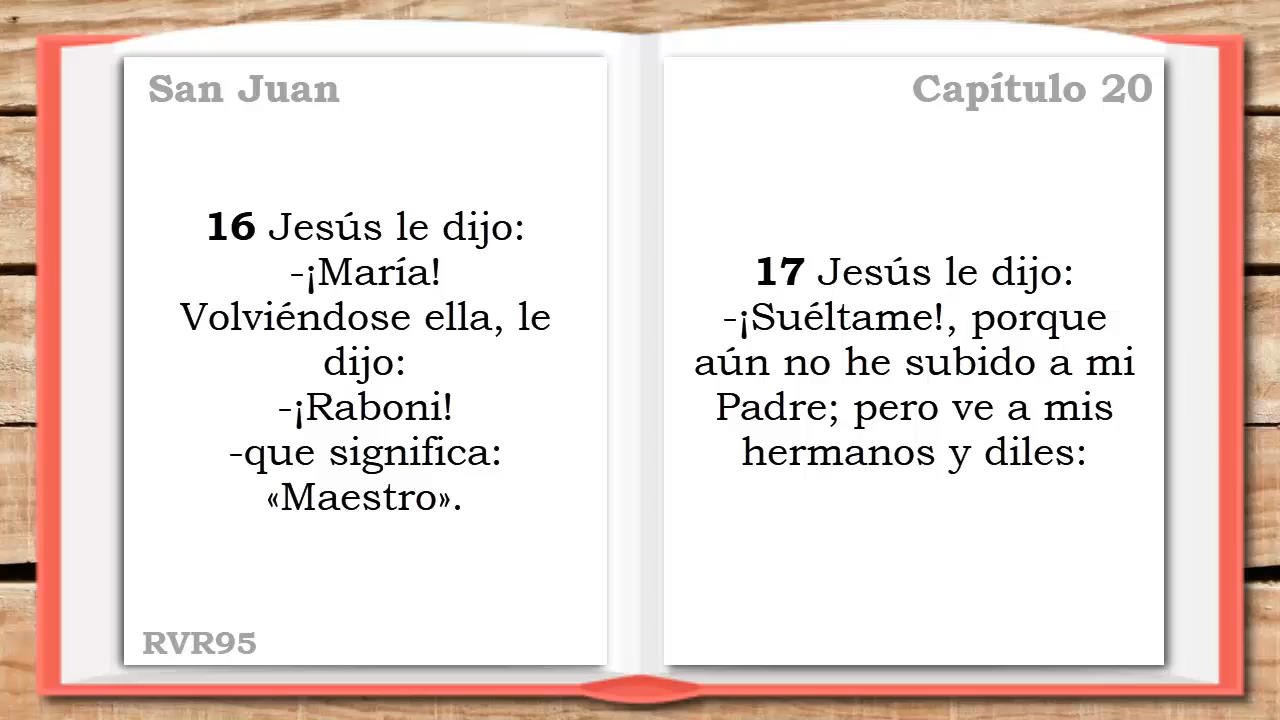 San Juan
16 Jesús le dijo:
-¡María!
Volviéndose ella, le
dijo:
-¡Raboni!
-que significa:
«Maestro».
RVR95
Capítulo 20
17 Jesús le dijo:
-¡Suéltame!, porque
aún no he subido a mi
Padre; pero ve a mis
hermanos y diles: